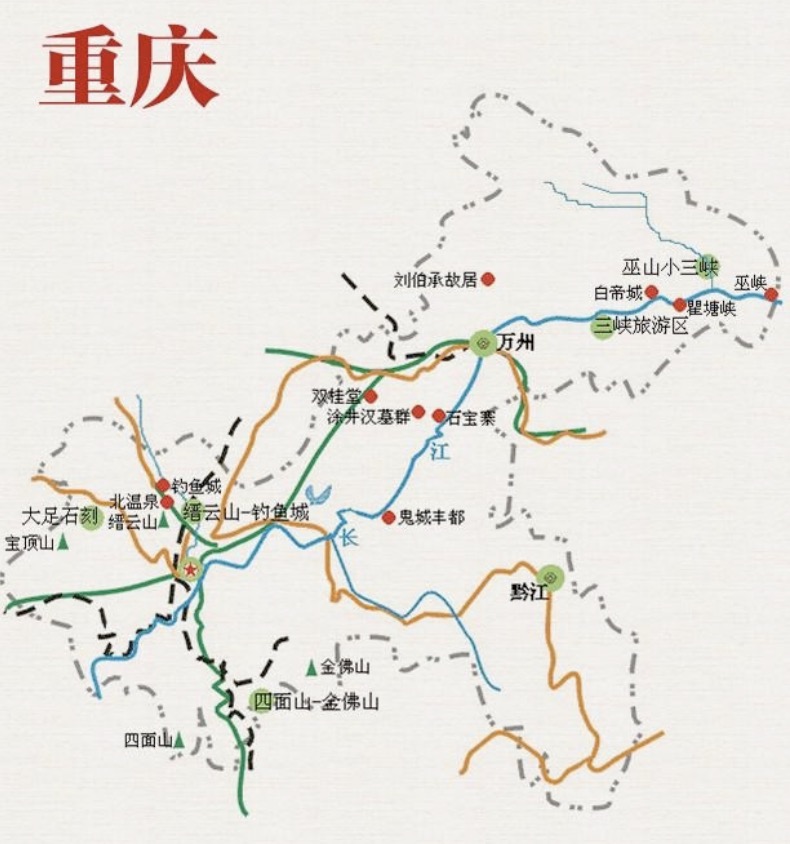 重庆
巫山小三峡
刘伯承故居
巫峡
白帝城
瞿塘峡
三峡旅游区
万州
双桂堂
涂井汉墓群
石宝寨
江
钓鱼城
北温泉
缙云山-钓鱼城
大足石刻
缙云山
鬼城丰都
长
宝顶山
黔江
金佛山
四面山-金佛山
四面山